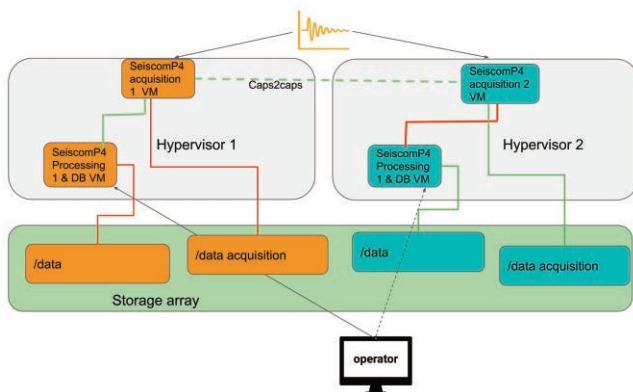 SeiscomP4
acquisition
1 VM
SeiscomP4
acquisition 2
VM
Caps2caps
Hypervisor 1
Hypervisor 2
SeiscomP4
Processing
1 & DB VM
SeiscomP4
Processing
1 & DB VM
/data
/data acquisition
/data
/data acquisition
Storage array
operator